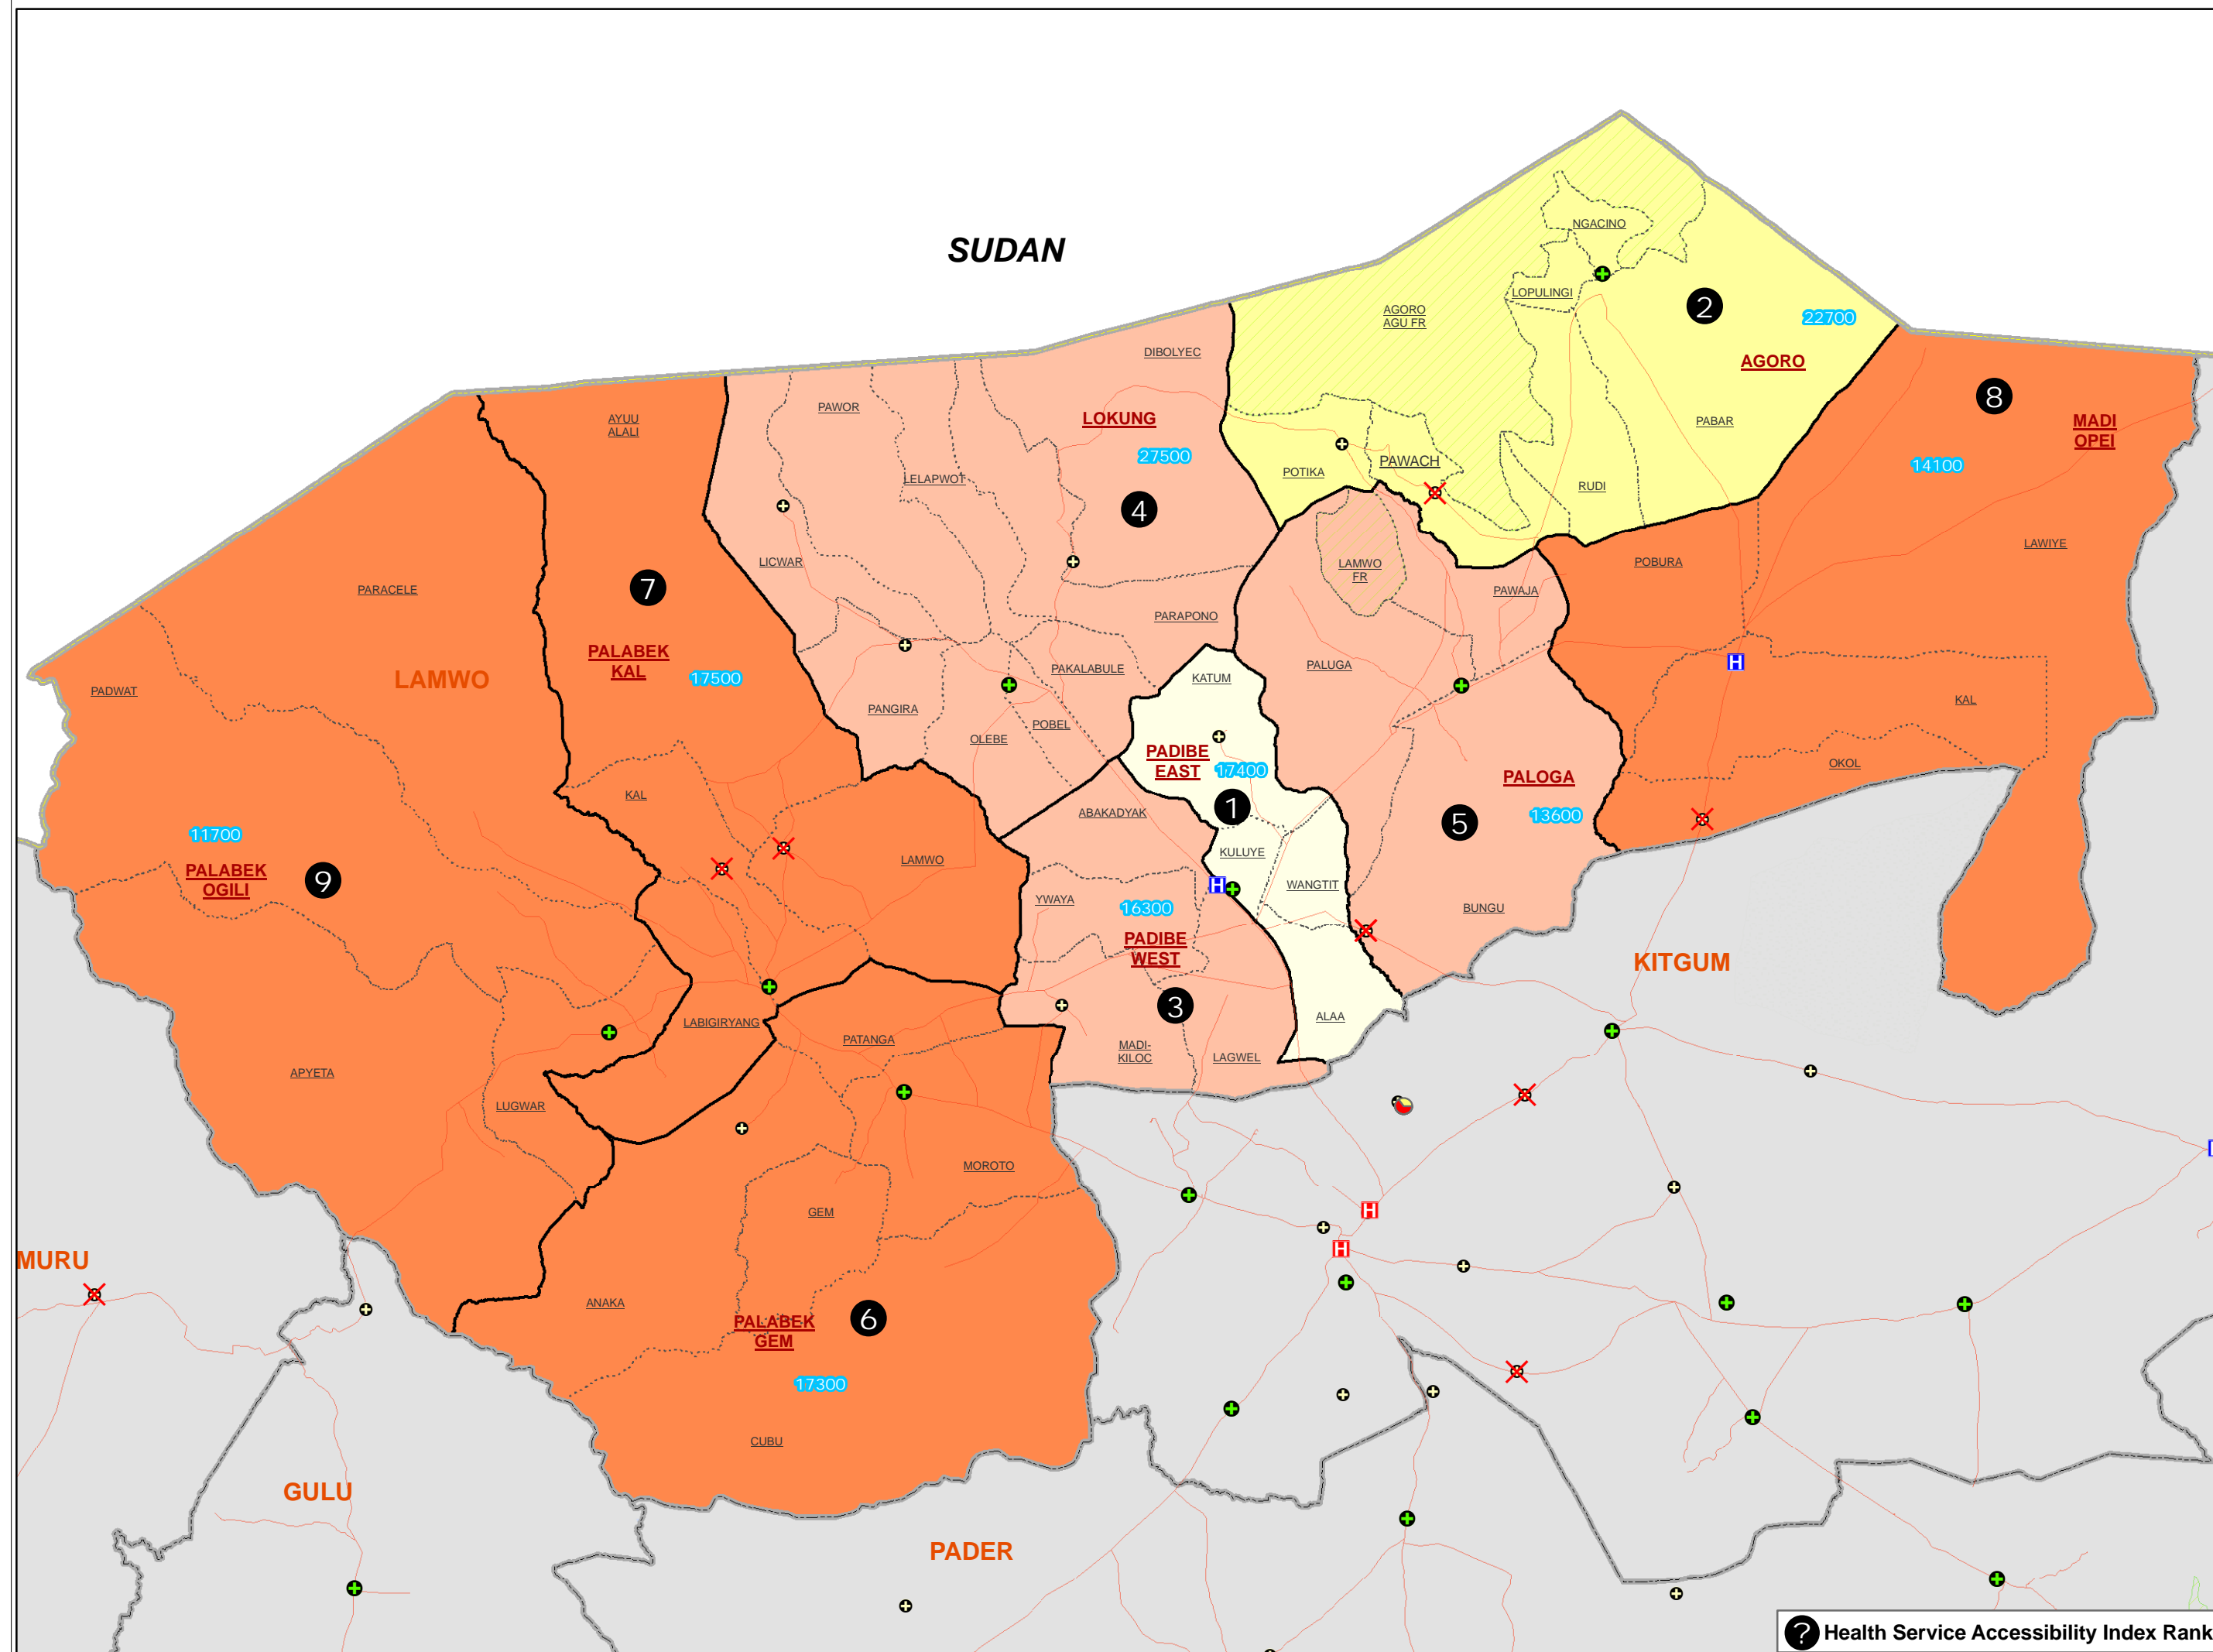 SUDAN
NGACINO
LOPULINGI
2
22700
AGORO
AGU FR
AGORO
DIBOLYEC
8
PAWOR
AYUU
ALALI
LOKUNG
PABAR
MADI
OPEI
27500
PAWACH
14100
POTIKA
LELAPWOT
RUDI
4
LAWIYE
LICWAR
LAMWO
FR
POBURA
PARACELE
7
PAWAJA
PARAPONO
PALABEK
KAL
PALUGA
PAKALABULE
LAMWO
17500
KATUM
PADWAT
KAL
PANGIRA
POBEL
OLEBE
PADIBE
EAST
17400
OKOL
PALOGA
KAL
1
ABAKADYAK
13600
5
11700
KULUYE
LAMWO
PALABEK
OGILI
9
WANGTIT
YWAYA
16300
BUNGU
PADIBE
WEST
KITGUM
3
ALAA
LABIGIRYANG
PATANGA
MADI-
KILOC
LAGWEL
APYETA
LUGWAR
MOROTO
GEM
MURU
ANAKA
PALABEK
GEM
6
17300
CUBU
GULU
PADER
H
H
H
H
? Health Service Accessibility Index Rank